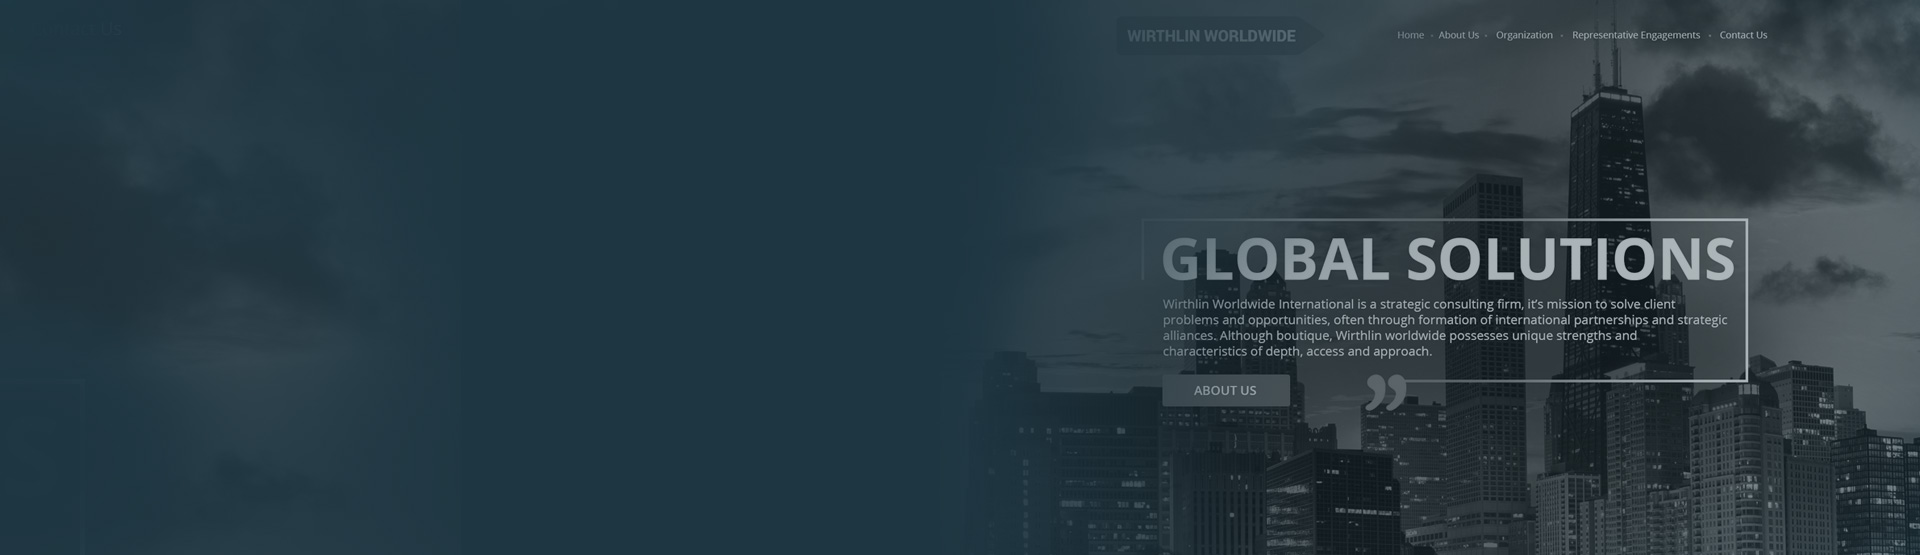 Us
WIRTHLIN WORLDWIDE
Home • About Us • Organization • Representative Engagements • Contact Us
GLOBAL SOLUTIONS
Wirthlin Worldwide International is a strategic consulting firm, it's mission to solve client
problems and opportunities, often through formation of international partnerships and strategic
alliances. Although boutique, Wirthlin worldwide possesses unique strengths and
characteristics of depth, access and approach.
ABOUT US
”